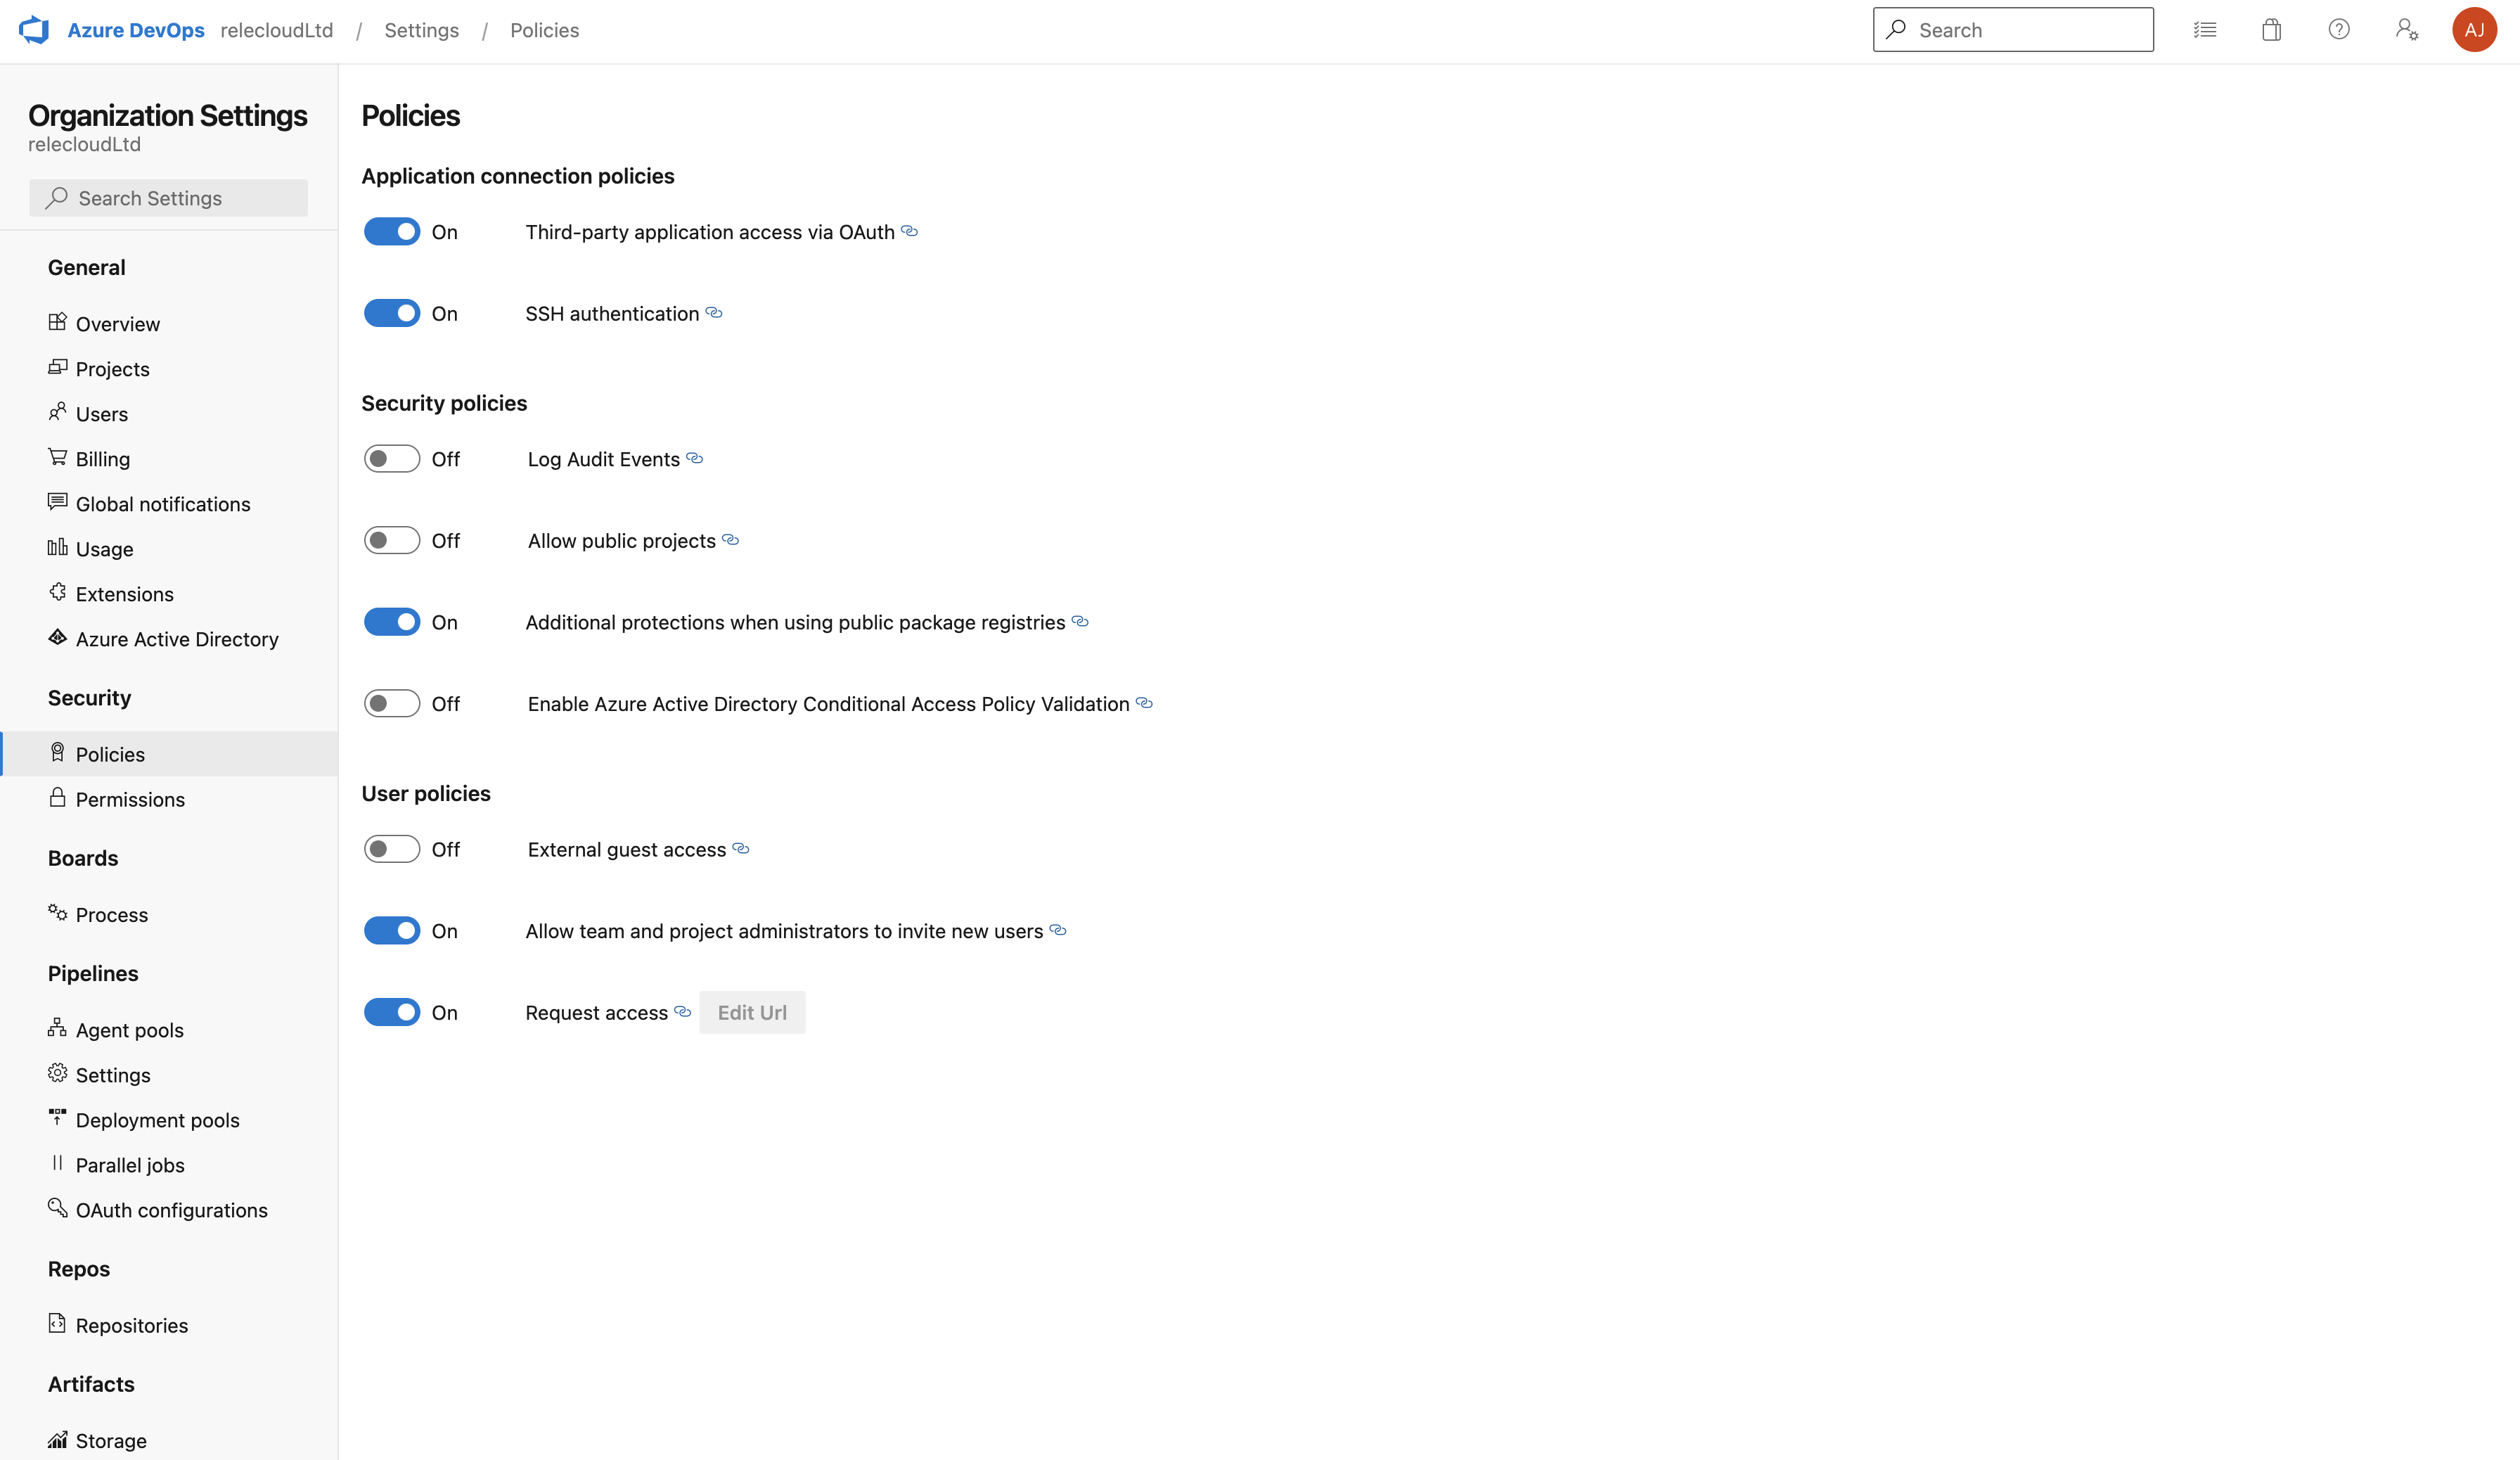 Azure DevOps relecloudLtd / Settings / Policies
Search
AJ
Organization Settings
relecloudLtd
Search Settings
General
Overview
Projects
Users
Billing
Global notifications
Usage
Extensions
Azure Active Directory
Security
Policies
Permissions
Boards
Process
Pipelines
Agent pools
Settings
Deployment pools
Parallel jobs
OAuth configurations
Repos
Repositories
Artifacts
Storage
Policies
Application connection policies
On Third-party application access via OAuth
On SSH authentication
Security policies
Off Log Audit Events
Off Allow public projects
On Additional protections when using public package registries
Off Enable Azure Active Directory Conditional Access Policy Validation
User policies
Off External guest access
On Allow team and project administrators to invite new users
On Request access Edit Url